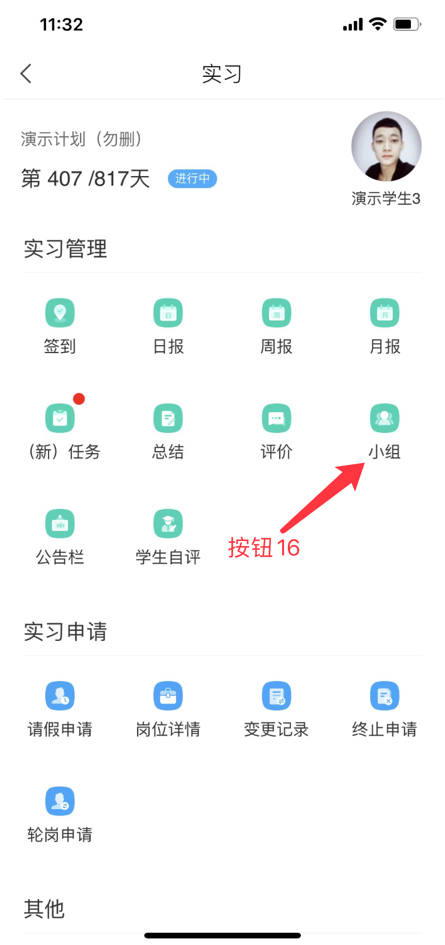 11:32
实习
演示计划（勿删）
第 407 /817天 进行中
演示学生3
实习管理
签到 日报 周报 月报
（新）任务 总结 评价 小组
公告栏 学生自评
按钮16
实习申请
请假申请 岗位详情 变更记录 终止申请
轮岗申请
其他